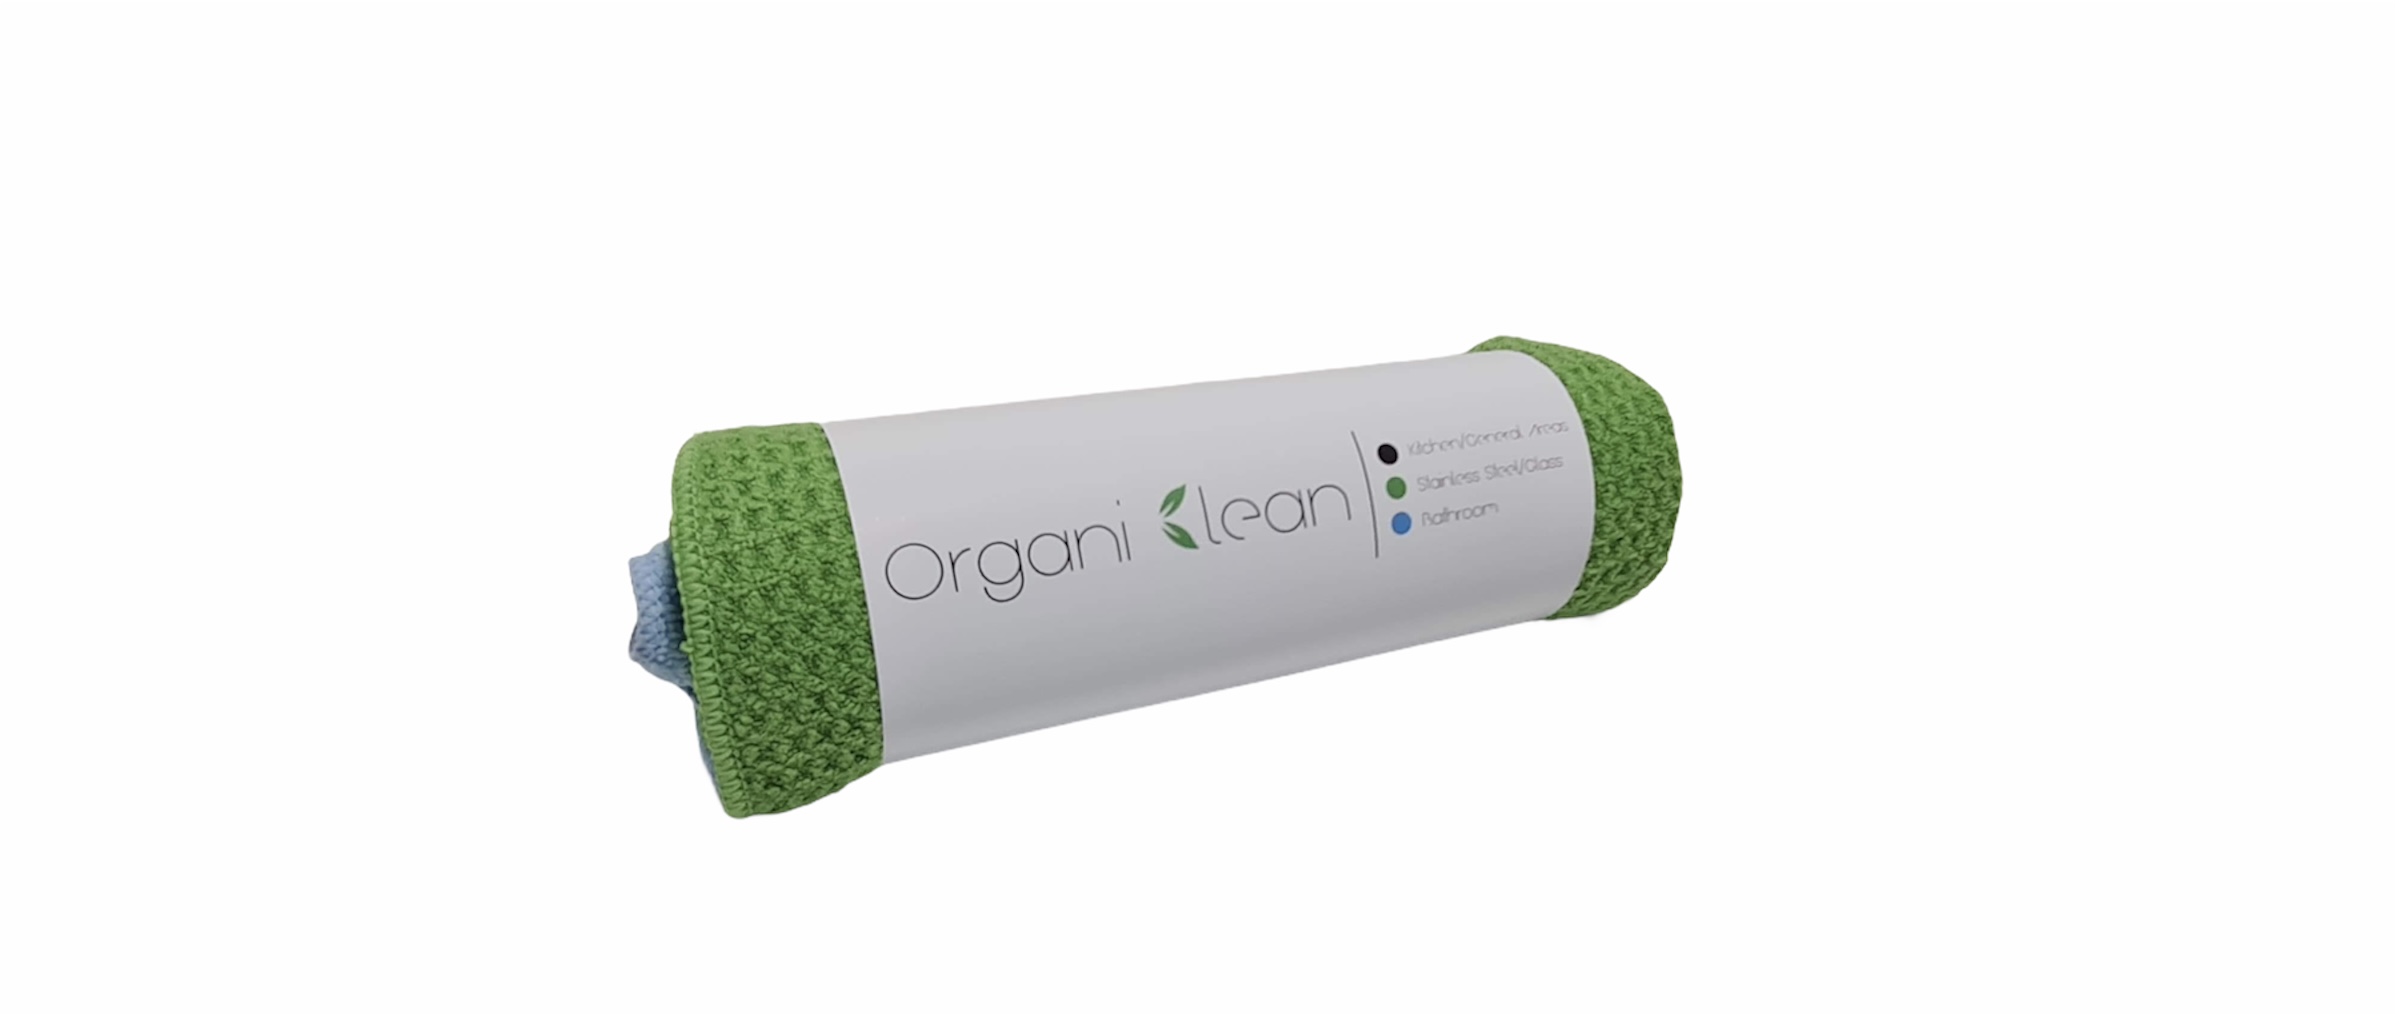 Organi Klean
Kitchen/General Areas
Stainless Steel/Glass
Bathroom